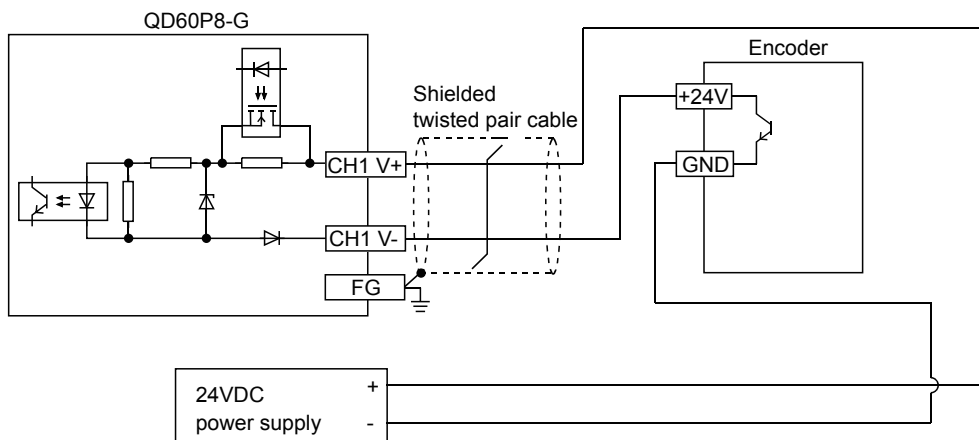 QD60P8-G
Encoder
Shielded
twisted pair cable
+24V
CH1 V+
GND
CH1 V-
FG
24VDC
power supply
+
-